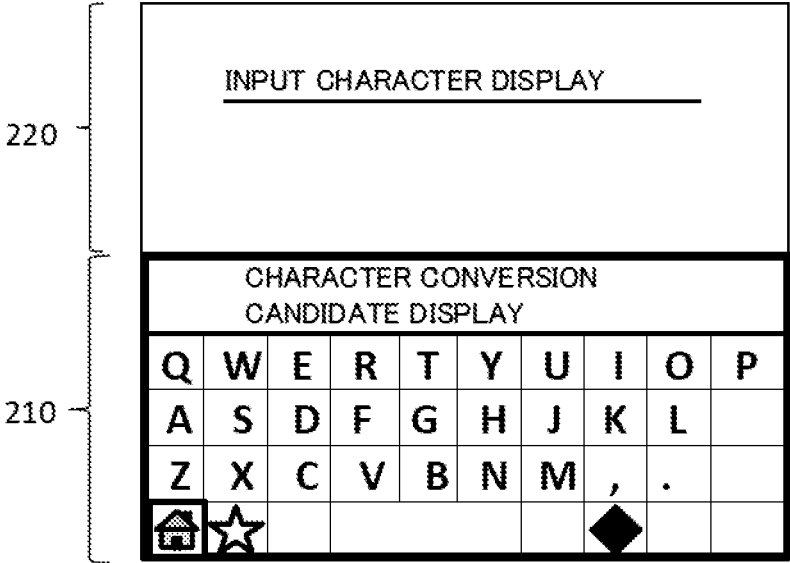 INPUT CHARACTER DISPLAY
220
CHARACTER CONVERSION
CANDIDATE DISPLAY
Q W E R T Y U I O P
210
A S D F G H J K L
Z X C V B N M , .